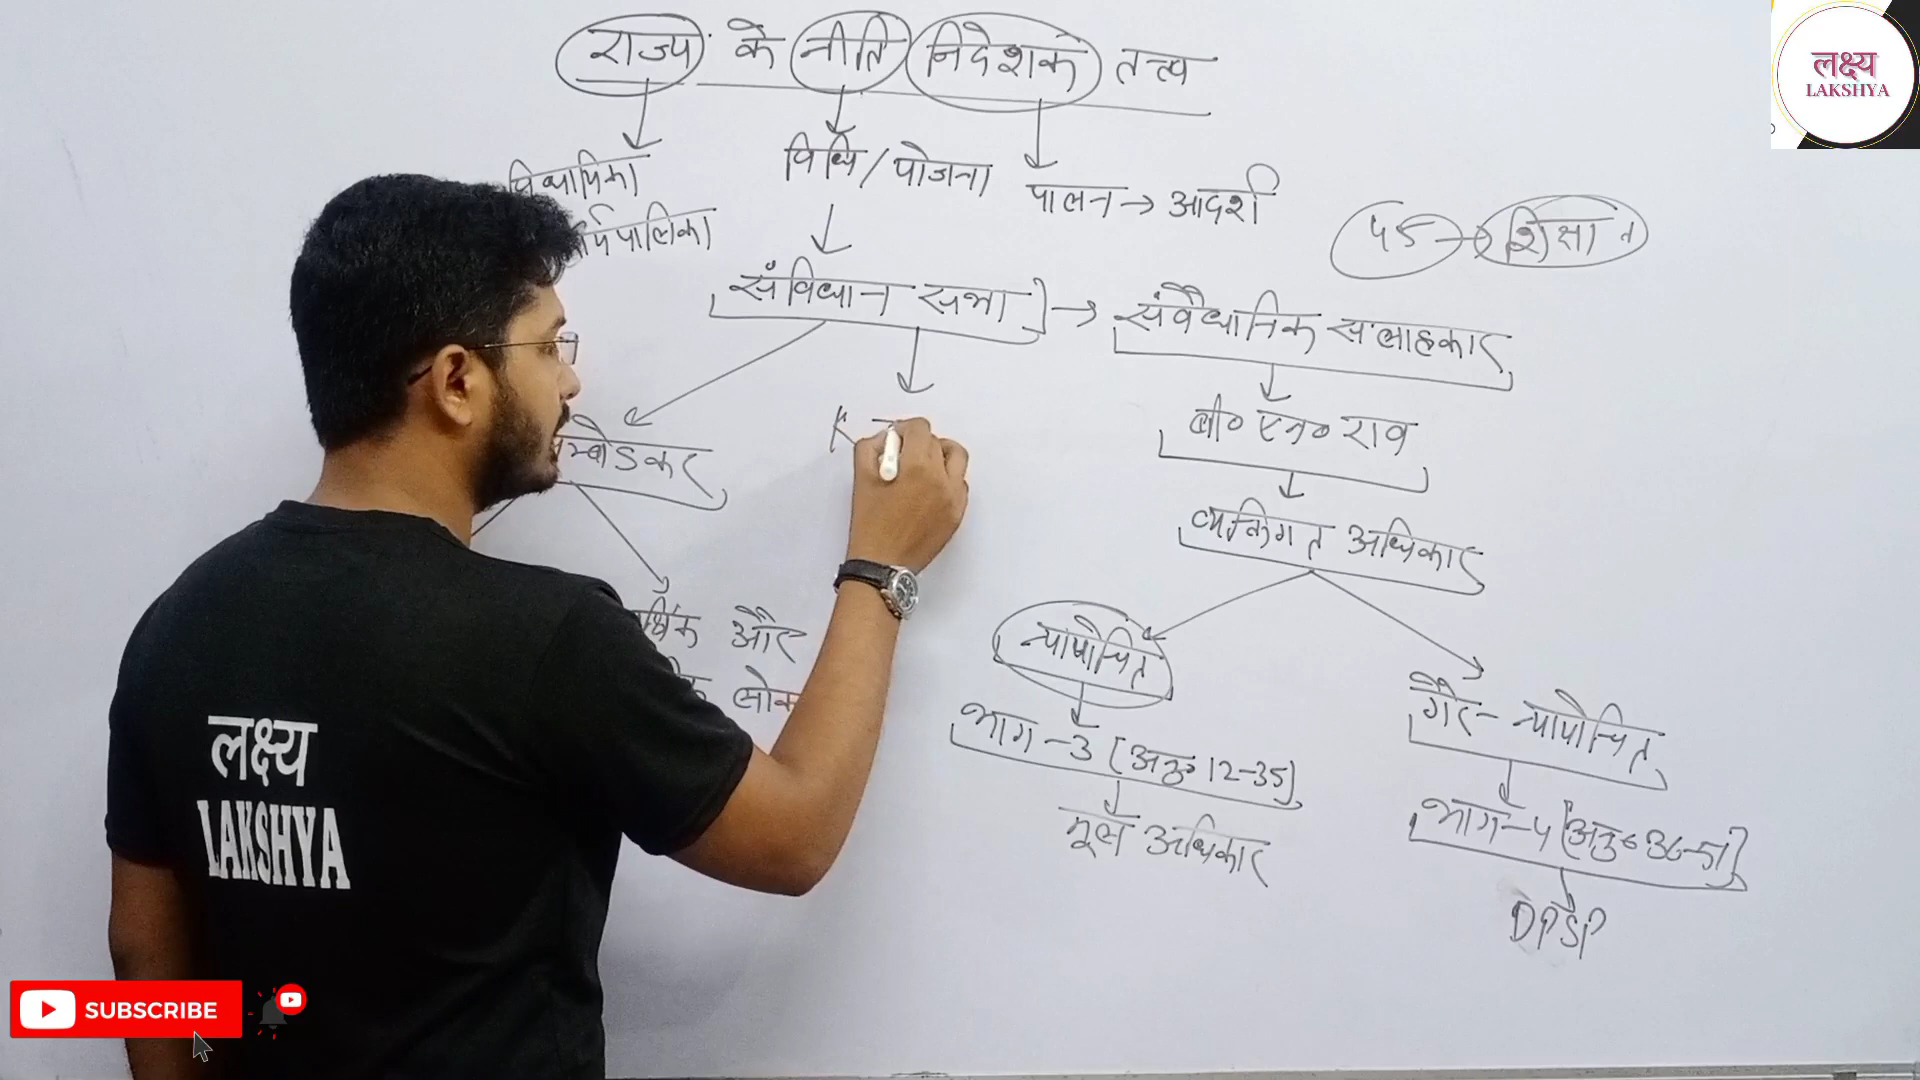 राज्य के नीति निदेशक तत्व
विधि / योजना
पालन → आदर्श
संविधान सभा → संवैधानिक सलाहकार
45 → शिक्षा
बी० एन० राव
व्यक्तिगत अधिकार
और
न्यायोचित
गैर - न्यायोचित
भाग - 3 (अनु० 12-35)
भाग - 4 (अनु० 36-51)
मूल अधिकार
DPSP
लक्ष्य
LAKSHYA
लक्ष्य
LAKSHYA
SUBSCRIBE